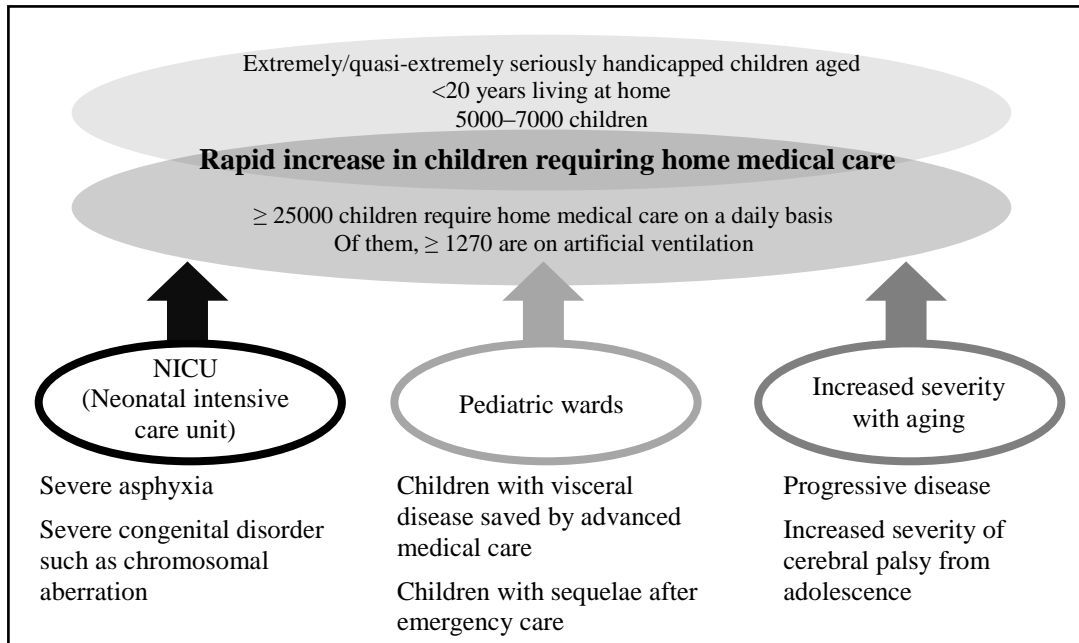 Extremely/quasi-extremely seriously handicapped children aged
<20 years living at home
5000–7000 children
Rapid increase in children requiring home medical care
≥ 25000 children require home medical care on a daily basis
Of them, ≥ 1270 are on artificial ventilation
NICU
(Neonatal intensive
care unit)
Pediatric wards
Increased severity
with aging
Severe asphyxia
Severe congenital disorder
such as chromosomal
aberration
Children with visceral
disease saved by advanced
medical care
Children with sequelae after
emergency care
Progressive disease
Increased severity of
cerebral palsy from
adolescence